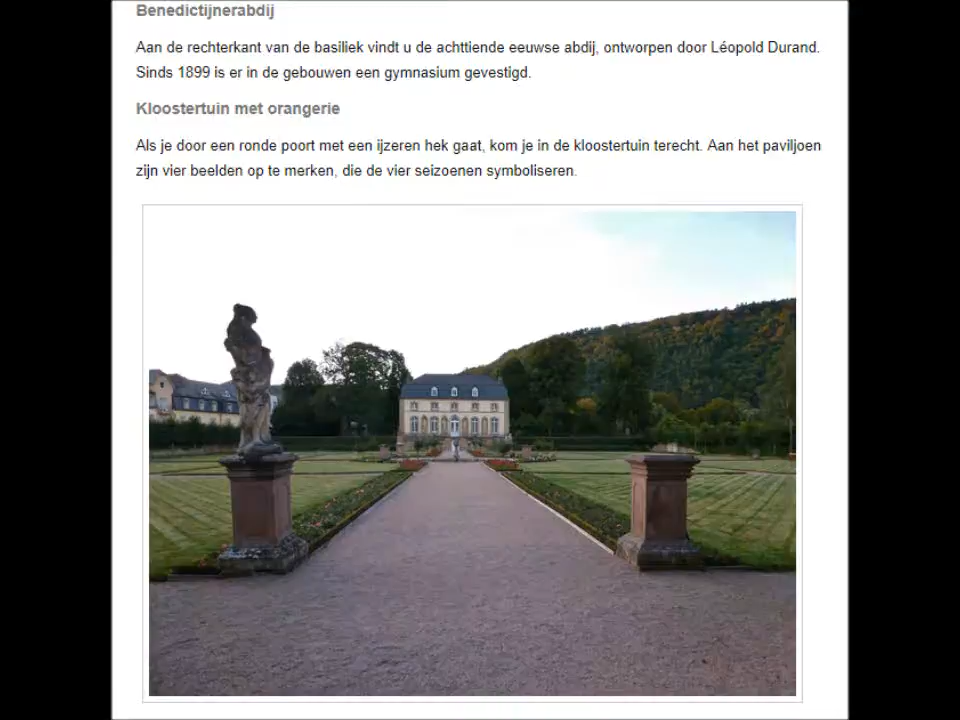 Benedictijnerabdij
Aan de rechterkant van de basiliek vindt u de achttiende eeuwse abdij, ontworpen door Léopold Durand.
Sinds 1899 is er in de gebouwen een gymnasium gevestigd.
Kloostertuin met orangerie
Als je door een ronde poort met een ijzeren hek gaat, kom je in de kloostertuin terecht. Aan het paviljoen
zijn vier beelden op te merken, die de vier seizoenen symboliseren.